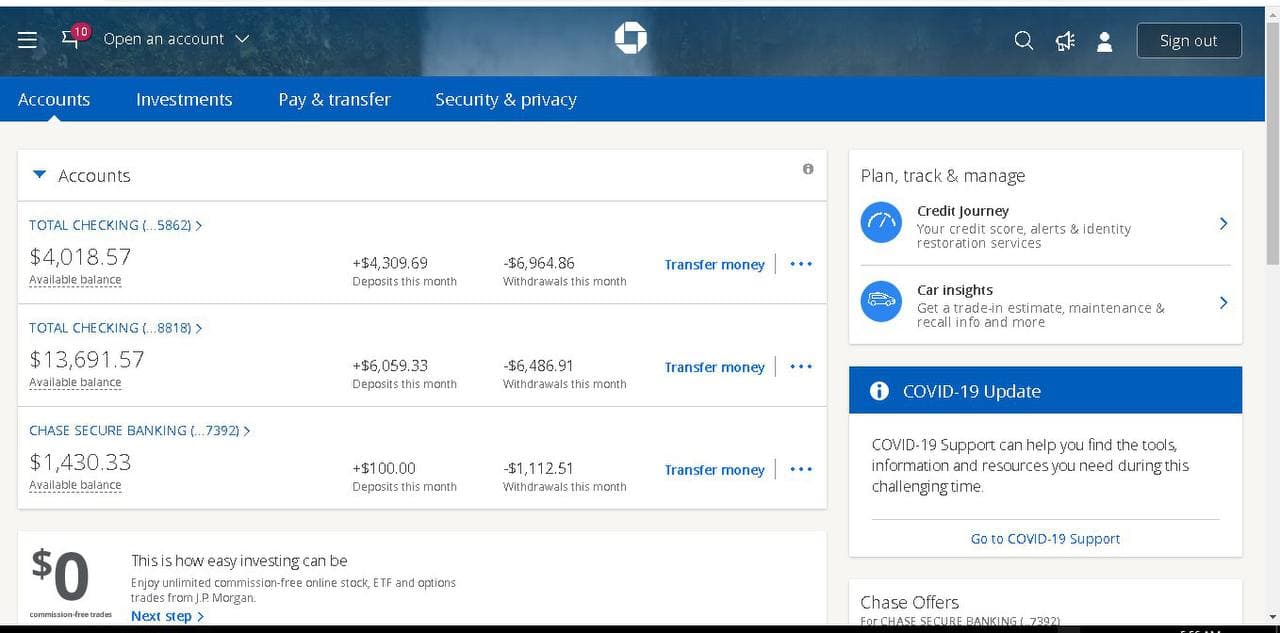 10
Open an account
Sign out
Accounts
Investments
Pay & transfer
Security & privacy
Accounts
TOTAL CHECKING (...5862)
$4,018.57
Available balance
+$4,309.69
Deposits this month
-$6,964.86
Withdrawals this month
Transfer money
TOTAL CHECKING (...8818)
$13,691.57
Available balance
+$6,059.33
Deposits this month
-$6,486.91
Withdrawals this month
Transfer money
CHASE SECURE BANKING (...7392)
$1,430.33
Available balance
+$100.00
Deposits this month
-$1,112.51
Withdrawals this month
Transfer money
$0
commission-free trades
This is how easy investing can be
Enjoy unlimited commission-free online stock, ETF and options
trades from J.P. Morgan.
Next step
Plan, track & manage
Credit Journey
Your credit score, alerts & identity
restoration services
Car insights
Get a trade-in estimate, maintenance &
recall info and more
COVID-19 Update
COVID-19 Support can help you find the tools,
information and resources you need during this
challenging time.
Go to COVID-19 Support
Chase Offers
For CHASE SECURE BANKING (...7392)